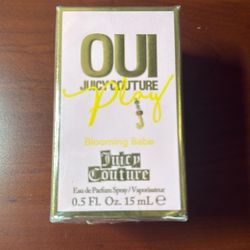 OUI
JUICY COUTURE
Play
Blooming Babe
Juicy
Couture
Eau de Parfum Spray / Vaporisateur
0.5 FL. Oz. 15 mL ℮